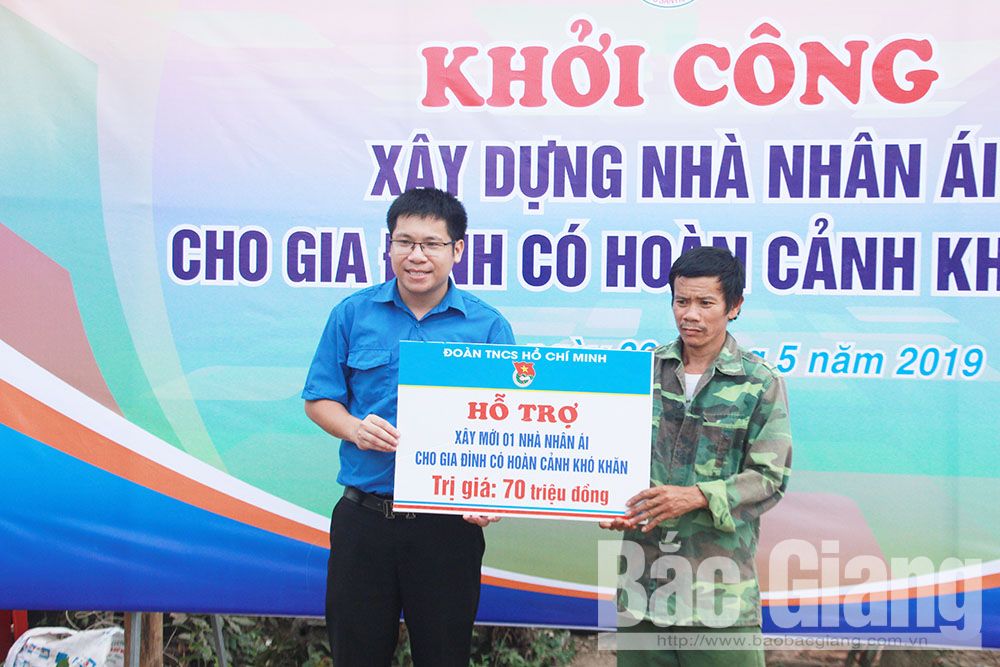 KHỞI CÔNG
XÂY DỰNG NHÀ NHÂN ÁI
CHO GIA ĐÌNH CÓ HOÀN CẢNH KH
5 năm 2019
ĐOÀN TNCS HỒ CHÍ MINH
HỖ TRỢ
XÂY MỚI 01 NHÀ NHÂN ÁI
CHO GIA ĐÌNH CÓ HOÀN CẢNH KHÓ KHĂN
Trị giá: 70 triệu đồng
Bắc Giang
http://www.baobacgiang.com.vn